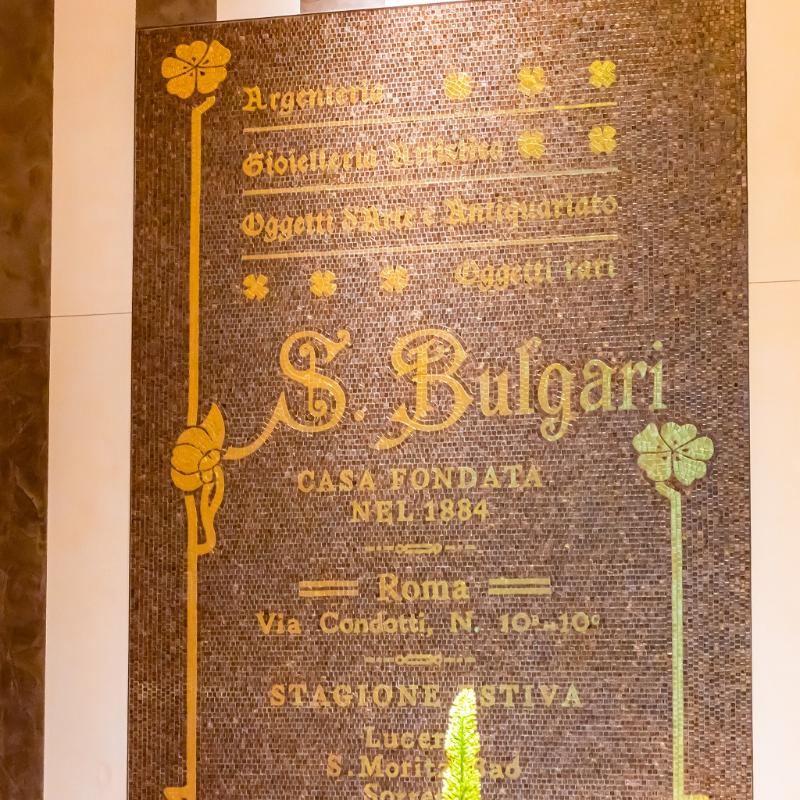 Argenteria
Gioielleria Artistica
Oggetti d'Arte e Antiquariato
Oggetti rari
S. Bulgari
CASA FONDATA
NEL 1884
Roma
Via Condotti, N. 10ᴬ-10ᶜ
STAGIONE ESTIVA
S. Moritz Bad